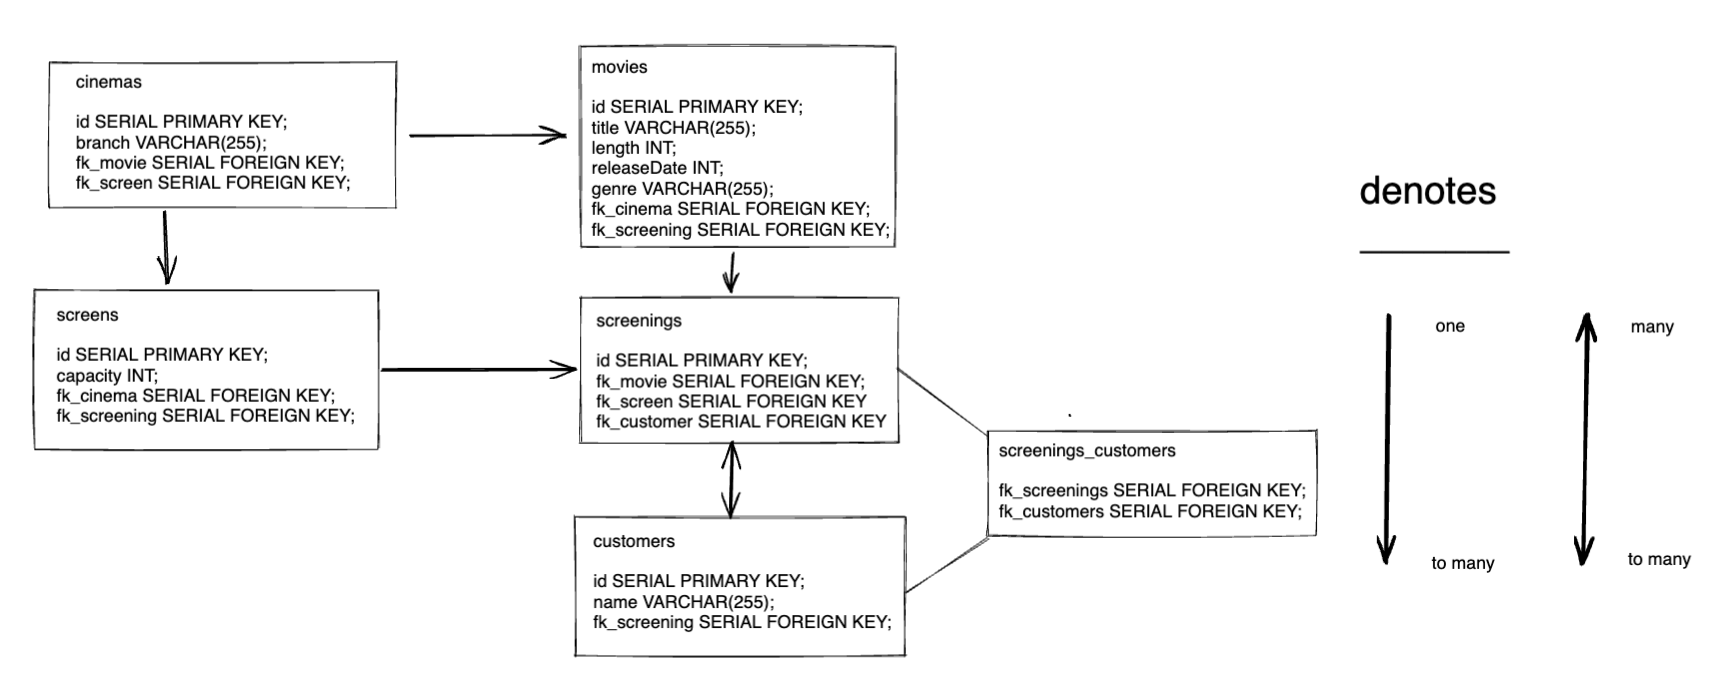 cinemas
id SERIAL PRIMARY KEY;
branch VARCHAR(255);
fk_movie SERIAL FOREIGN KEY;
fk_screen SERIAL FOREIGN KEY;
movies
id SERIAL PRIMARY KEY;
title VARCHAR(255);
length INT;
releaseDate INT;
genre VARCHAR(255);
fk_cinema SERIAL FOREIGN KEY;
fk_screening SERIAL FOREIGN KEY;
screens
id SERIAL PRIMARY KEY;
capacity INT;
fk_cinema SERIAL FOREIGN KEY;
fk_screening SERIAL FOREIGN KEY;
screenings
id SERIAL PRIMARY KEY;
fk_movie SERIAL FOREIGN KEY;
fk_screen SERIAL FOREIGN KEY
fk_customer SERIAL FOREIGN KEY
screenings_customers
fk_screenings SERIAL FOREIGN KEY;
fk_customers SERIAL FOREIGN KEY;
customers
id SERIAL PRIMARY KEY;
name VARCHAR(255);
fk_screening SERIAL FOREIGN KEY;
denotes
one
to many
many
to many